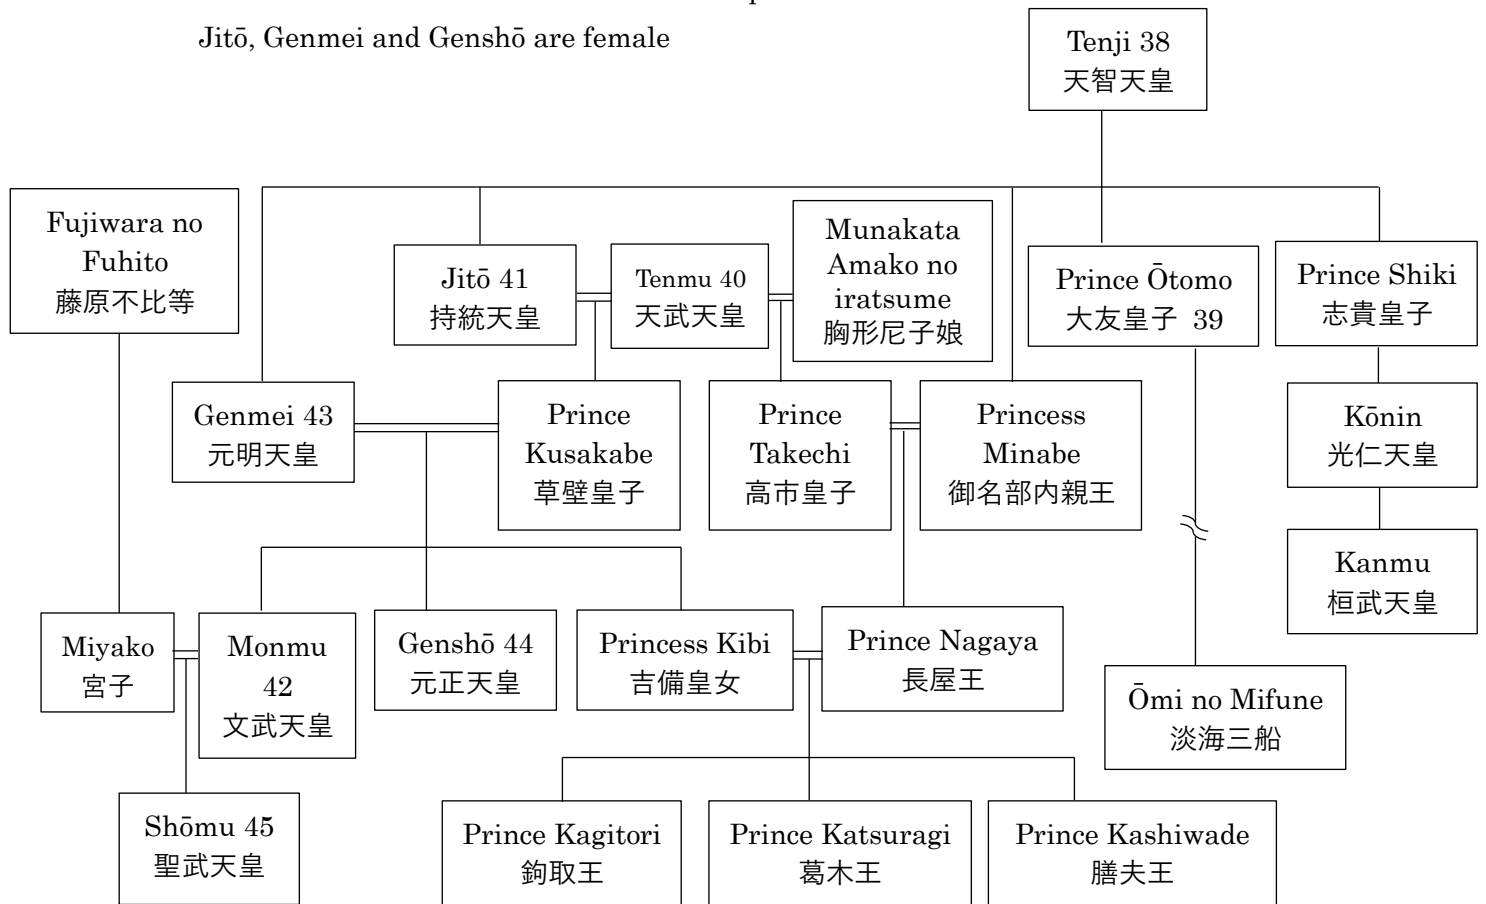 Jitō, Genmei and Genshō are female
Tenji 38
天智天皇
Fujiwara no
Fuhito
藤原不比等
Jitō 41
持統天皇
Tenmu 40
天武天皇
Munakata
Amako no
iratsume
胸形尼子娘
Prince Ōtomo
大友皇子 39
Prince Shiki
志貴皇子
Genmei 43
元明天皇
Prince
Kusakabe
草壁皇子
Prince
Takechi
高市皇子
Princess
Minabe
御名部内親王
Kōnin
光仁天皇
Kanmu
桓武天皇
Miyako
宮子
Monmu
42
文武天皇
Genshō 44
元正天皇
Princess Kibi
吉備皇女
Prince Nagaya
長屋王
Ōmi no Mifune
淡海三船
Shōmu 45
聖武天皇
Prince Kagitori
鉤取王
Prince Katsuragi
葛木王
Prince Kashiwade
膳夫王